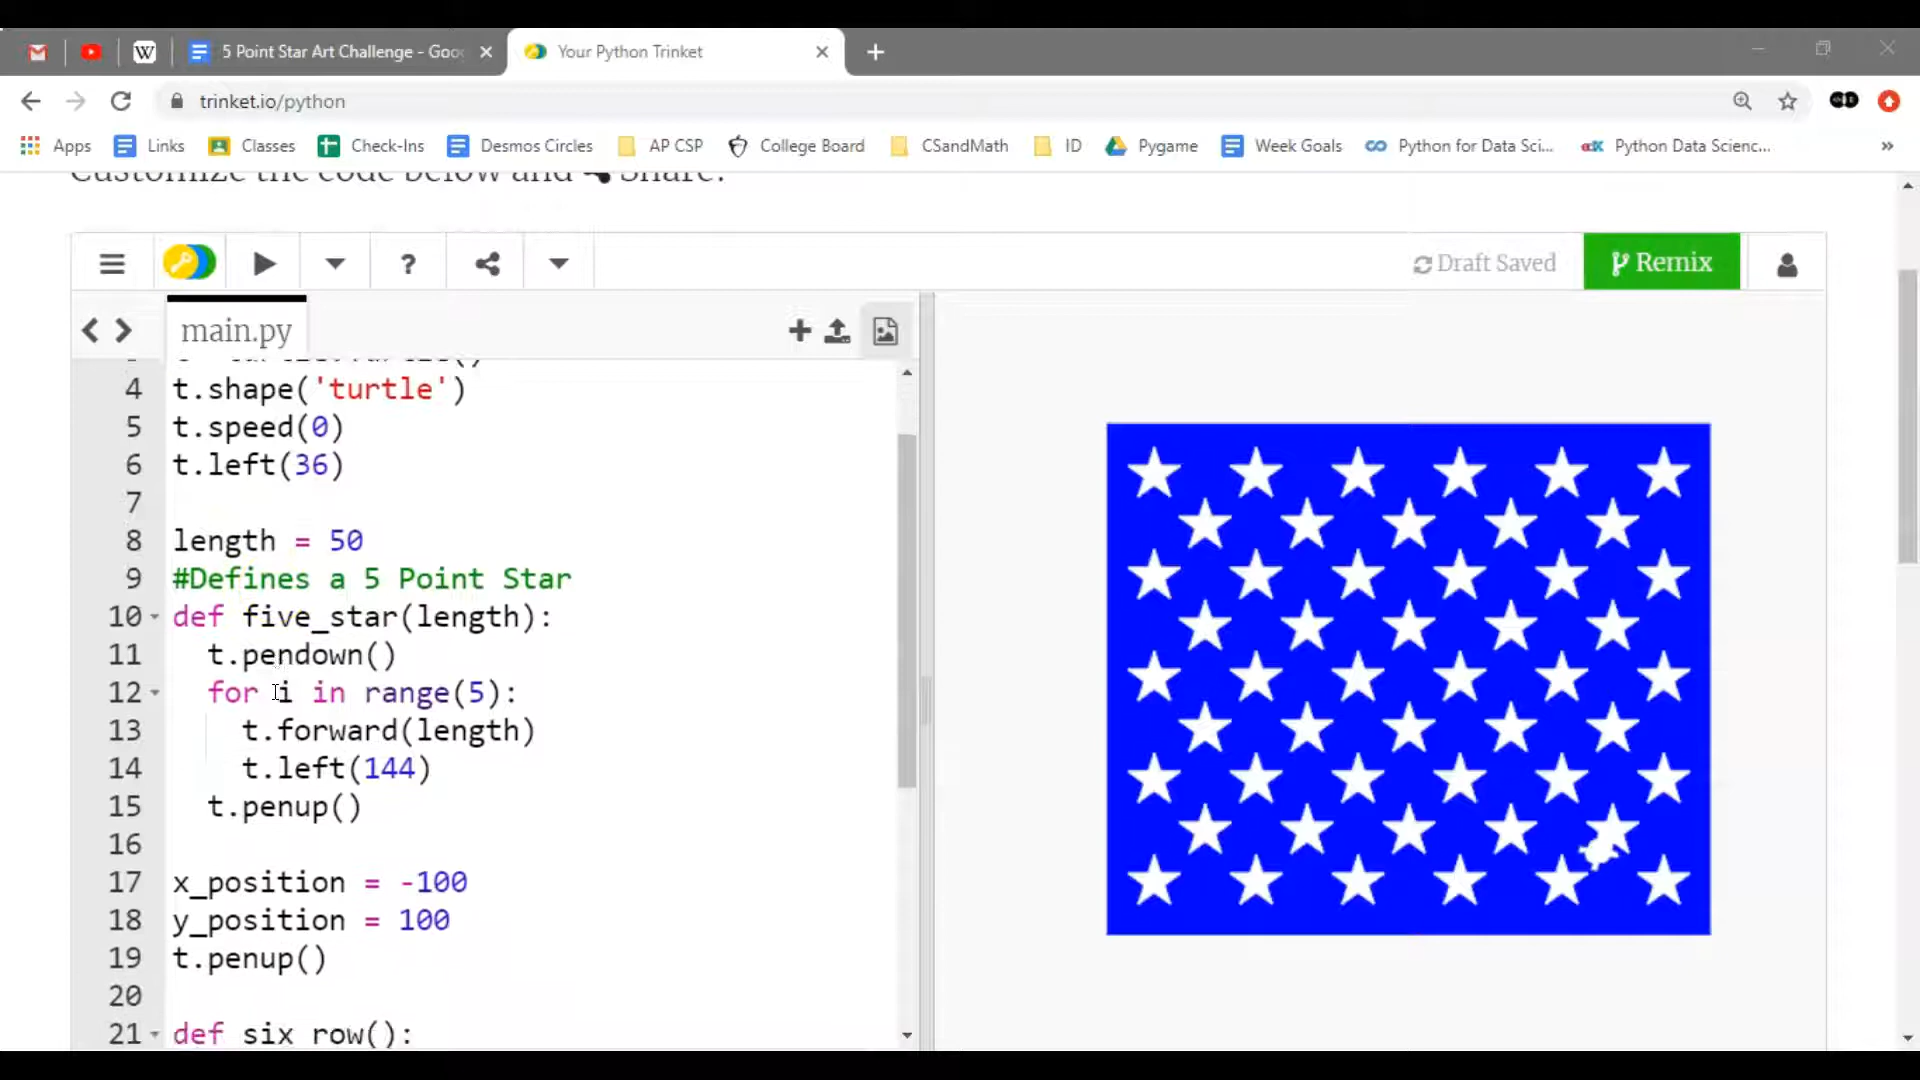 5 Point Star Art Challenge - Goo
Your Python Trinket
trinket.io/python
Apps
Links
Classes
Check-Ins
Desmos Circles
AP CSP
College Board
CSandMath
ID
Pygame
Week Goals
Python for Data Sci...
Python Data Scienc...
»
Customize the code below and Share!
?
Draft Saved
Remix
main.py
4 t.shape('turtle')
5 t.speed(0)
6 t.left(36)
7
8 length = 50
9 #Defines a 5 Point Star
10 def five_star(length):
11 t.pendown()
12 for i in range(5):
13 t.forward(length)
14 t.left(144)
15 t.penup()
16
17 x_position = -100
18 y_position = 100
19 t.penup()
20
21 def six_row():